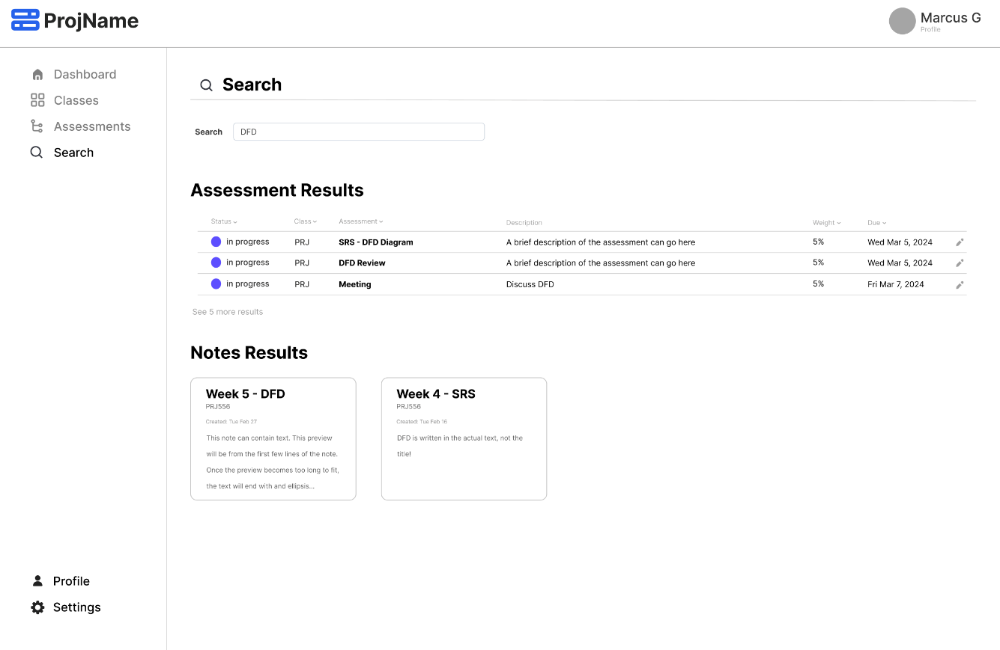 ProjName
Marcus G
Profile
Dashboard
Classes
Assessments
Search
Search
Search DFD
Assessment Results
Status Class Assessment Description Weight Due
in progress PRJ SRS - DFD Diagram A brief description of the assessment can go here 5% Wed Mar 5, 2024
in progress PRJ DFD Review A brief description of the assessment can go here 5% Wed Mar 5, 2024
in progress PRJ Meeting Discuss DFD 5% Fri Mar 7, 2024
See 5 more results
Notes Results
Week 5 - DFD
PRJ556
Created: Tue Feb 27
This note can contain text. This preview
will be from the first few lines of the note.
Once the preview becomes too long to fit,
the text will end with and ellipsis...
Week 4 - SRS
PRJ556
Created: Tue Feb 16
DFD is written in the actual text, not the
title!
Profile
Settings